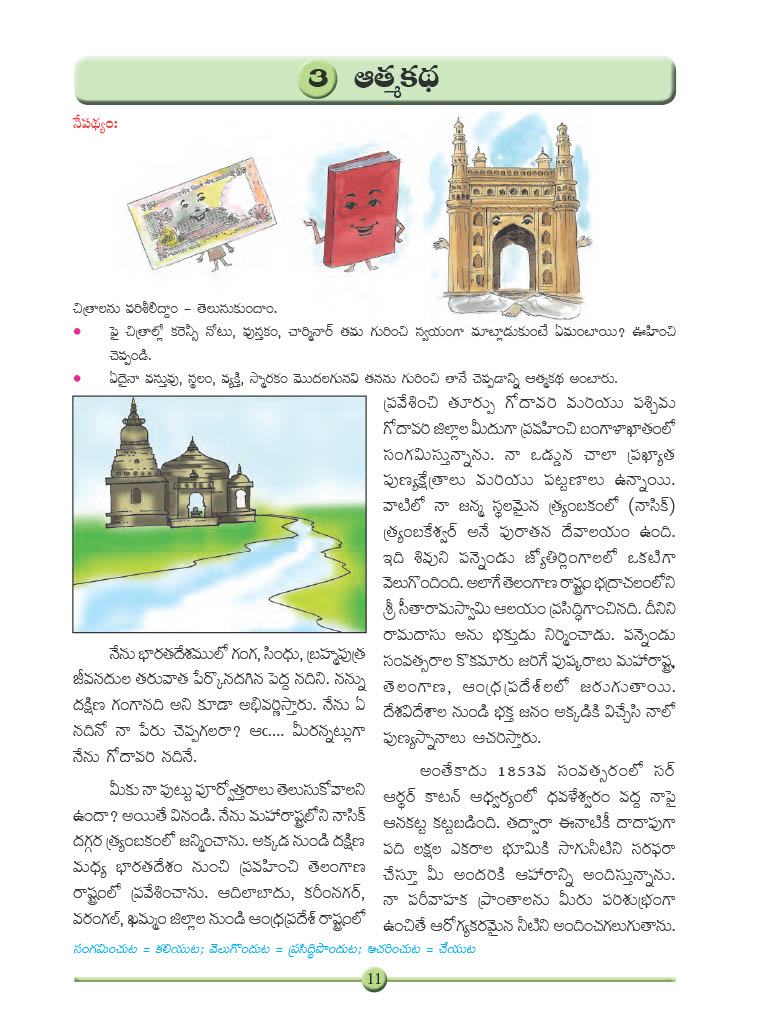 3 ఆత్మకథ
నేపథ్యం:
చిత్రాలను పరిశీలిద్దాం - తెలుసుకుందాం.
• పై చిత్రాల్లో కరెన్సీ నోటు, పుస్తకం, చార్మినార్ తమ గురించి స్వయంగా మాట్లాడుకుంటే ఏమంటాయి? ఊహించి
చెప్పండి.
• ఏదైనా వస్తువు, స్థలం, వ్యక్తి, స్మారకం మొదలగునవి తనను గురించి తానే చెప్పడాన్ని ఆత్మకథ అంటారు.
నేను భారతదేశములో గంగ, సింధు, బ్రహ్మపుత్ర
జీవనదుల తరువాత పేర్కొనదగిన పెద్ద నదిని. నన్ను
దక్షిణ గంగానది అని కూడా అభివర్ణిస్తారు. నేను ఏ
నదినో నా పేరు చెప్పగలరా? ఆఁ.... మీరన్నట్లుగా
నేను గోదావరి నదినే.
మీకు నా పుట్టు పూర్వోత్తరాలు తెలుసుకోవాలని
ఉందా? అయితే వినండి. నేను మహారాష్ట్రలోని నాసిక్
దగ్గర త్ర్యంబకంలో జన్మించాను. అక్కడ నుండి దక్షిణ
మధ్య భారతదేశం నుంచి ప్రవహించి తెలంగాణ
రాష్ట్రంలో ప్రవేశించాను. ఆదిలాబాదు, కరీంనగర్,
వరంగల్, ఖమ్మం జిల్లాల నుండి ఆంధ్రప్రదేశ్ రాష్ట్రంలో
ప్రవేశించి తూర్పు గోదావరి మరియు పశ్చిమ
గోదావరి జిల్లాల మీదుగా ప్రవహించి బంగాళాఖాతంలో
సంగమిస్తున్నాను. నా ఒడ్డున చాలా ప్రఖ్యాత
పుణ్యక్షేత్రాలు మరియు పట్టణాలు ఉన్నాయి.
వాటిలో నా జన్మ స్థలమైన త్ర్యంబకంలో (నాసిక్)
త్ర్యంబకేశ్వర్ అనే పురాతన దేవాలయం ఉంది.
ఇది శివుని పన్నెండు జ్యోతిర్లింగాలలో ఒకటిగా
వెలుగొందింది. అలాగే తెలంగాణ రాష్ట్రం భద్రాచలంలోని
శ్రీ సీతారామస్వామి ఆలయం ప్రసిద్ధిగాంచినది. దీనిని
రామదాసు అను భక్తుడు నిర్మించాడు. పన్నెండు
సంవత్సరాల కొకమారు జరిగే పుష్కరాలు మహారాష్ట్ర,
తెలంగాణ, ఆంధ్రప్రదేశ్‌లలో జరుగుతాయి.
దేశవిదేశాల నుండి భక్త జనం అక్కడికి విచ్చేసి నాలో
పుణ్యస్నానాలు ఆచరిస్తారు.
అంతేకాదు 1853వ సంవత్సరంలో సర్
ఆర్థర్ కాటన్ ఆధ్వర్యంలో ధవళేశ్వరం వద్ద నాపై
ఆనకట్ట కట్టబడింది. తద్వారా ఈనాటికీ దాదాపుగా
పది లక్షల ఎకరాల భూమికి సాగునీటిని సరఫరా
చేస్తూ మీ అందరికి ఆహారాన్ని అందిస్తున్నాను.
నా పరీవాహక ప్రాంతాలను మీరు పరిశుభ్రంగా
ఉంచితే ఆరోగ్యకరమైన నీటిని అందించగలుగుతాను.
సంగమించుట = కలియుట; వెలుగొందుట = ప్రసిద్ధిపొందుట; ఆచరించుట = చేయుట
11